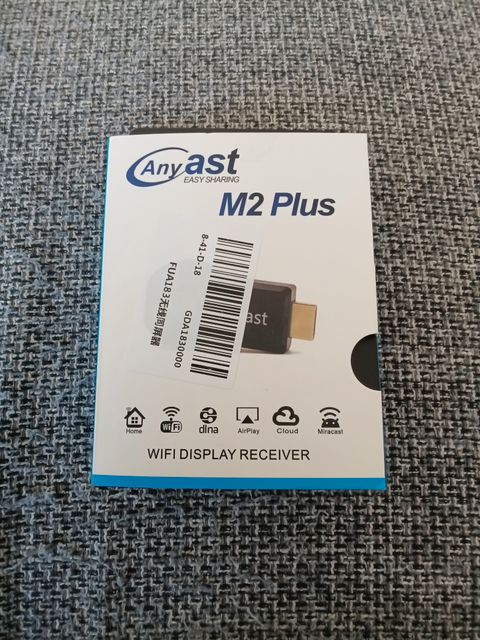 Anycast
EASY SHARING
M2 Plus
8-41-D-18
GDA1830000
FUA183无线同屏器
ast
Home
WiFi
dlna
AirPlay
Cloud
Miracast
WIFI DISPLAY RECEIVER